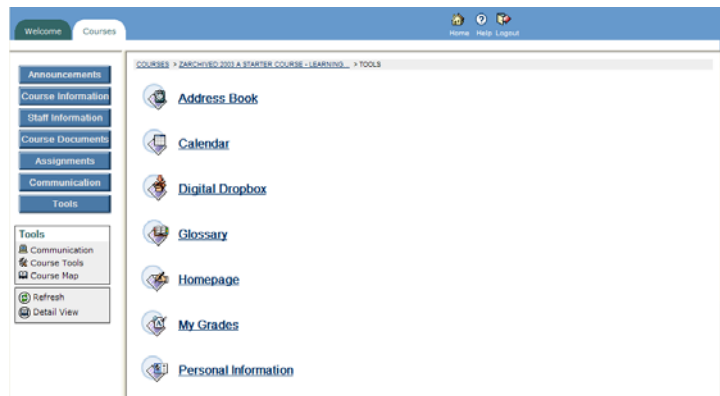 Welcome Courses
Home Help Logout
COURSES > ZARCHIVED 2003 A STARTER COURSE - LEARNING... > TOOLS
Announcements
Course Information
Staff Information
Course Documents
Assignments
Communication
Tools
Tools
Communication
Course Tools
Course Map
Refresh
Detail View
Address Book
Calendar
Digital Dropbox
Glossary
Homepage
My Grades
Personal Information